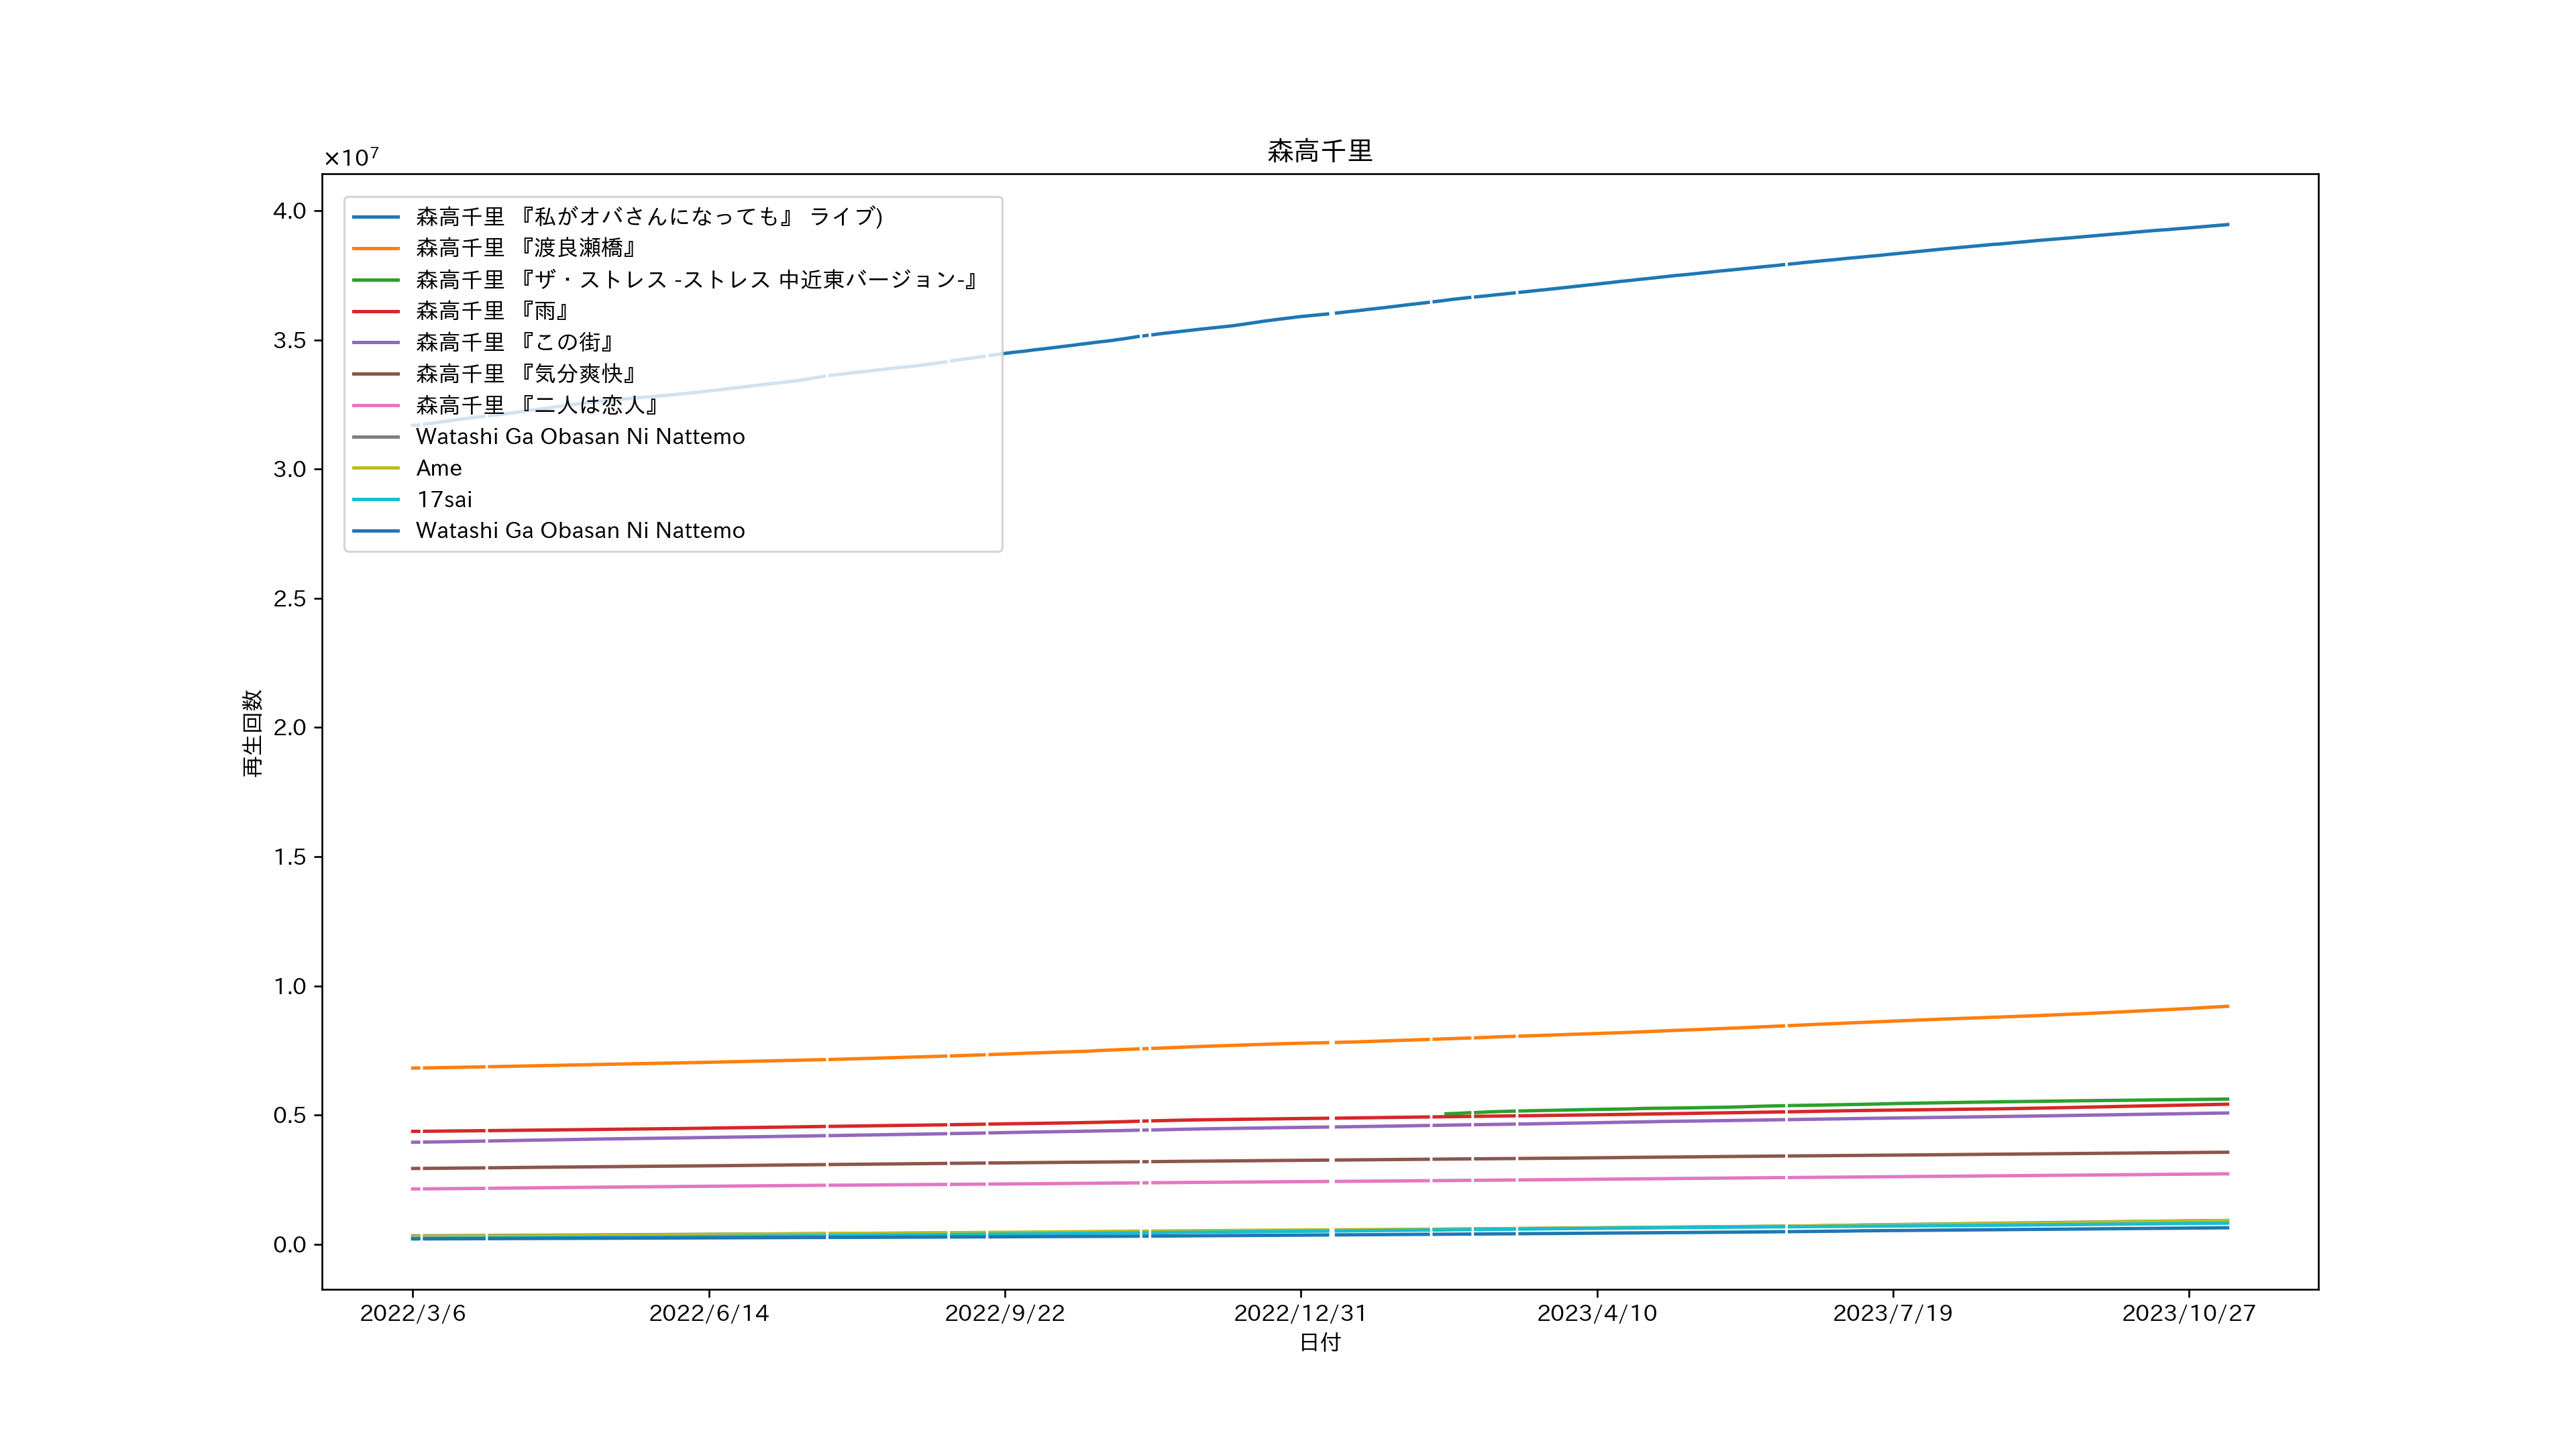 森高千里
×10⁷
4.0
3.5
3.0
2.5
2.0
1.5
1.0
0.5
0.0
再生回数
森高千里 『私がオバさんになっても』 ライブ)
森高千里 『渡良瀬橋』
森高千里 『ザ・ストレス -ストレス 中近東バージョン-』
森高千里 『雨』
森高千里 『この街』
森高千里 『気分爽快』
森高千里 『二人は恋人』
Watashi Ga Obasan Ni Nattemo
Ame
17sai
Watashi Ga Obasan Ni Nattemo
2022/3/6 2022/6/14 2022/9/22 2022/12/31 2023/4/10 2023/7/19 2023/10/27
日付